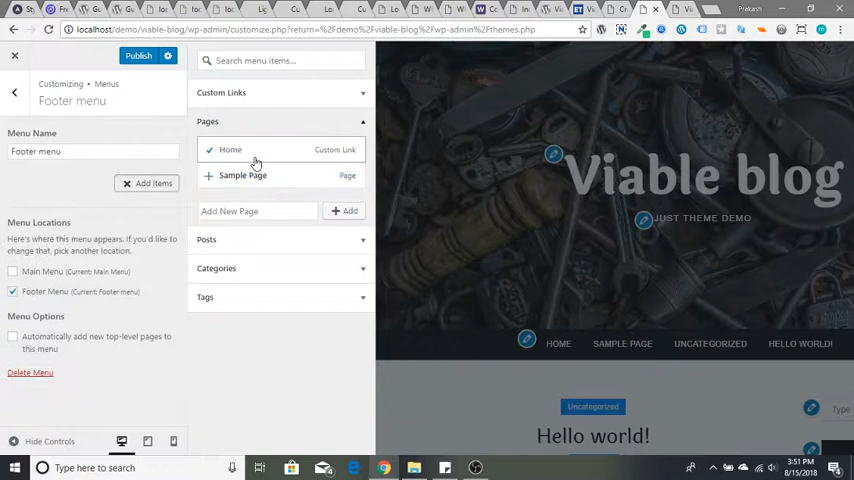 Prakash
localhost/demo/viable-blog/wp-admin/customize.php?return=%2Fdemo%2Fviable-blog%2Fwp-admin%2Fthemes.php
Publish
Customizing • Menus
Footer menu
Menu Name
Footer menu
Add Items
Menu Locations
Here's where this menu appears. If you'd like to
change that, pick another location.
Main Menu (Current: Main Menu)
Footer Menu (Current: Footer menu)
Menu Options
Automatically add new top-level pages to
this menu
Delete Menu
Hide Controls
Search menu items...
Custom Links
Pages
Home Custom Link
Sample Page Page
Add New Page
Add
Posts
Categories
Tags
Viable blog
JUST THEME DEMO
HOME SAMPLE PAGE UNCATEGORIZED HELLO WORLD!
Uncategorized
Type
Hello world!
Type here to search
3:51 PM
8/15/2018